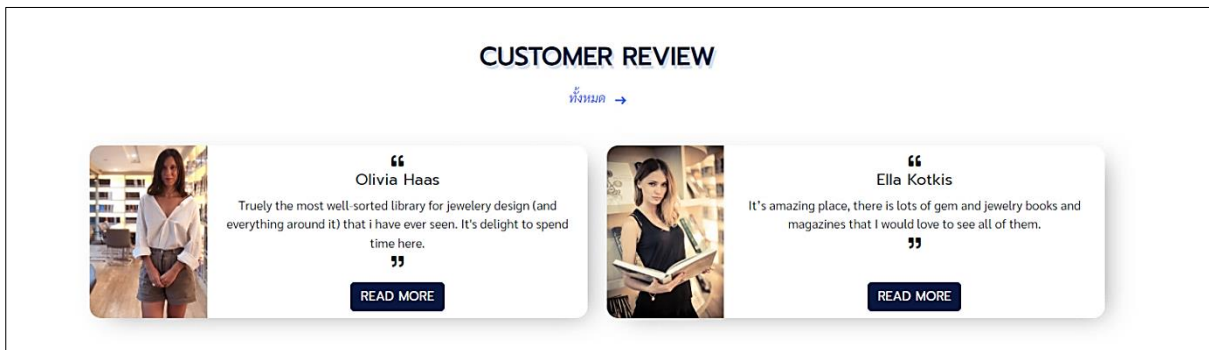 CUSTOMER REVIEW
ทั้งหมด →
“
Olivia Haas
Truely the most well-sorted library for jewelery design (and
everything around it) that i have ever seen. It's delight to spend
time here.
”
READ MORE
“
Ella Kotkis
It's amazing place, there is lots of gem and jewelry books and
magazines that I would love to see all of them.
”
READ MORE